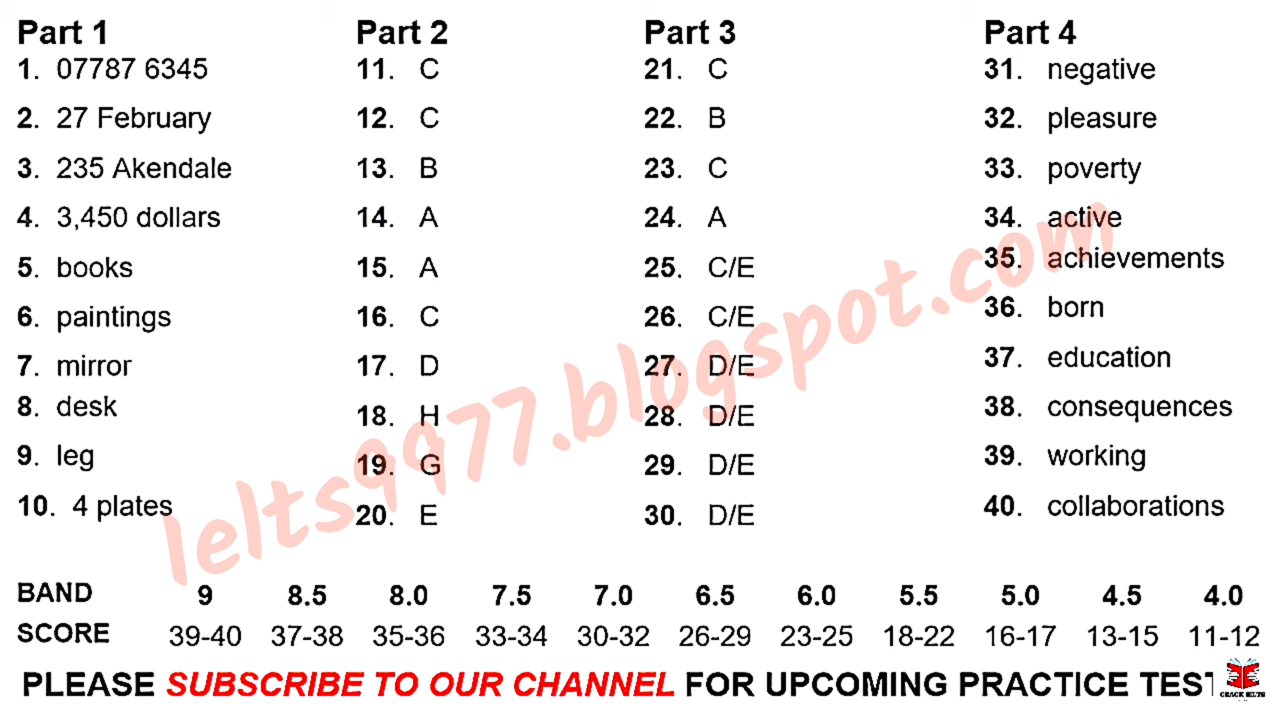 Part 1
1. 07787 6345
2. 27 February
3. 235 Akendale
4. 3,450 dollars
5. books
6. paintings
7. mirror
8. desk
9. leg
10. 4 plates
Part 2
11. C
12. C
13. B
14. A
15. A
16. C
17. D
18. H
19. G
20. E
Part 3
21. C
22. B
23. C
24. A
25. C/E
26. C/E
27. D/E
28. D/E
29. D/E
30. D/E
Part 4
31. negative
32. pleasure
33. poverty
34. active
35. achievements
36. born
37. education
38. consequences
39. working
40. collaborations
Ielts9977.blogspot.com
BAND 9 8.5 8.0 7.5 7.0 6.5 6.0 5.5 5.0 4.5 4.0
SCORE 39-40 37-38 35-36 33-34 30-32 26-29 23-25 18-22 16-17 13-15 11-12
PLEASE SUBSCRIBE TO OUR CHANNEL FOR UPCOMING PRACTICE TEST
CRACK IELTS